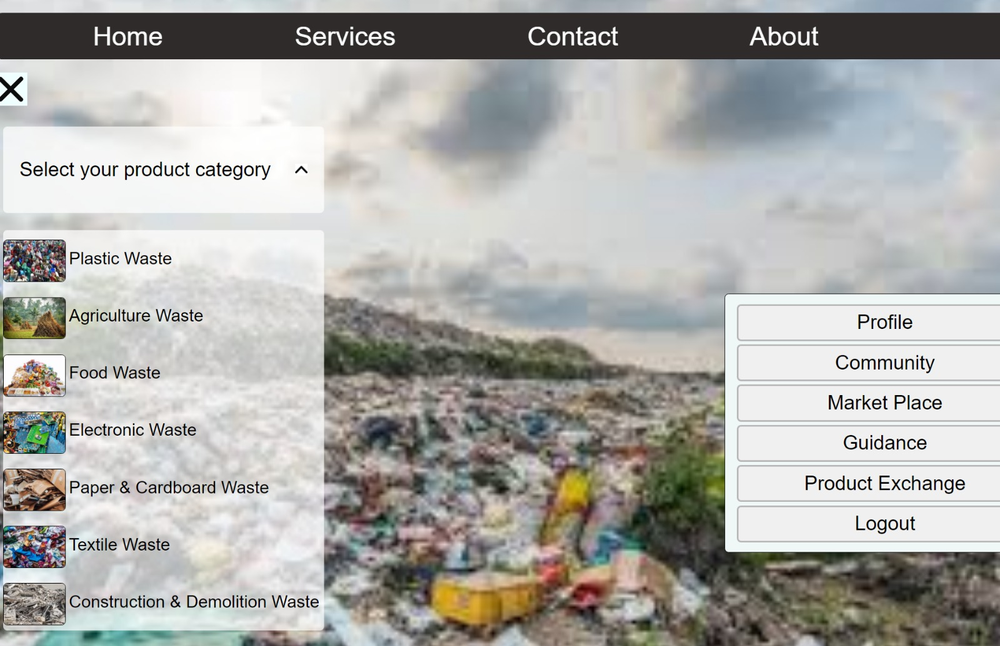 Home Services Contact About
Select your product category
Plastic Waste
Agriculture Waste
Food Waste
Electronic Waste
Paper & Cardboard Waste
Textile Waste
Construction & Demolition Waste
Profile
Community
Market Place
Guidance
Product Exchange
Logout